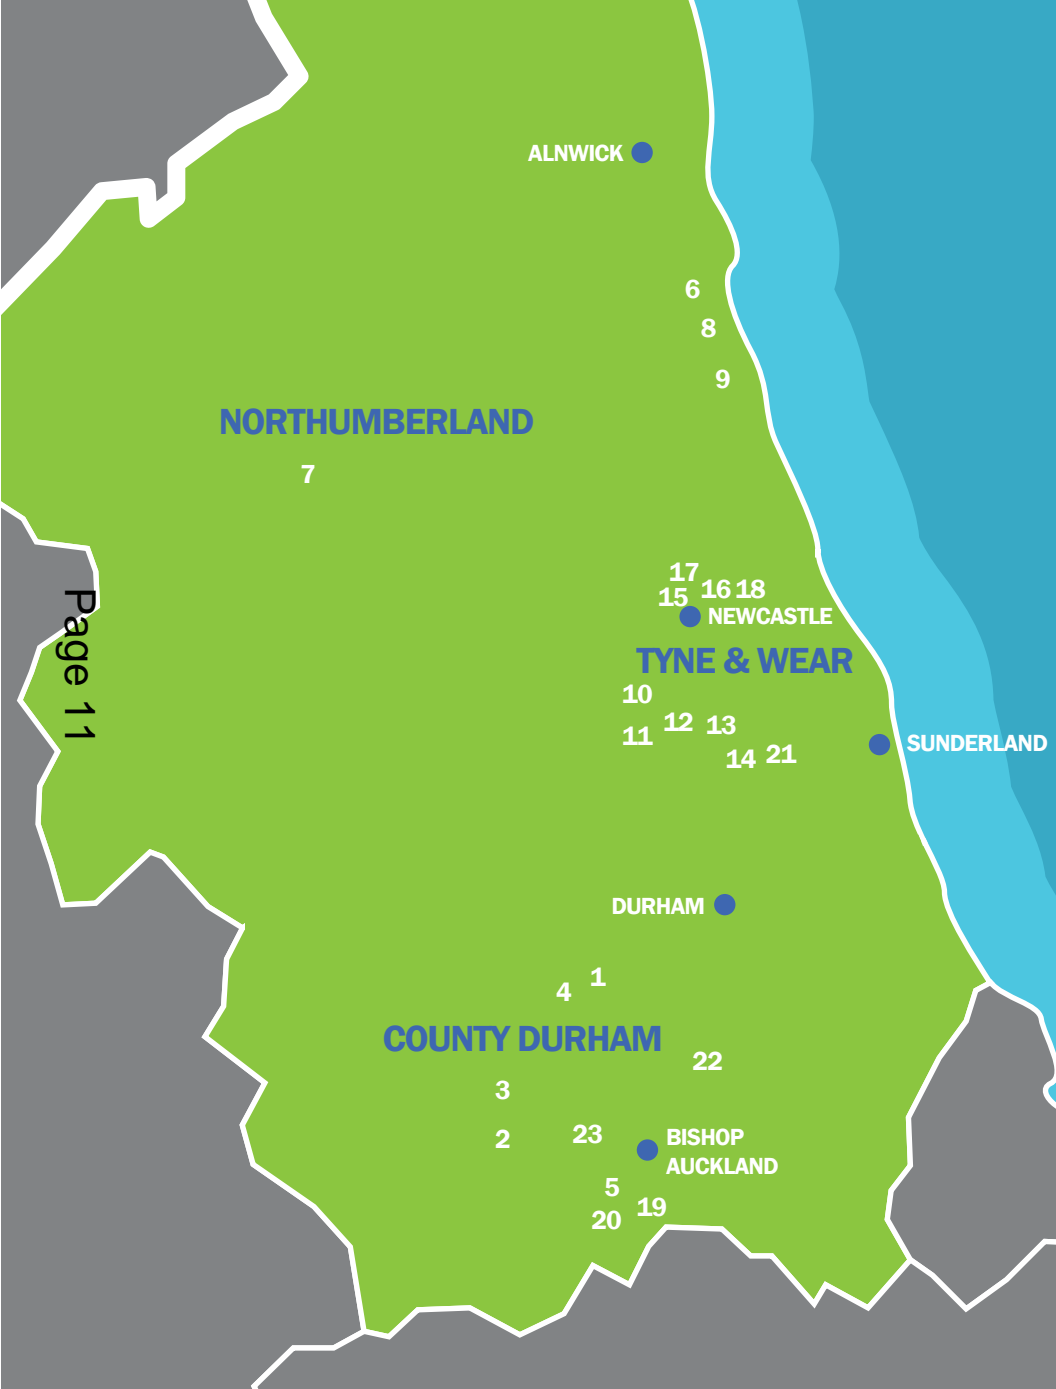 ALNWICK
6
8
9
NORTHUMBERLAND
7
17
16 18
15
NEWCASTLE
TYNE & WEAR
10
12 13
11
14 21
SUNDERLAND
Page 11
DURHAM
1
4
COUNTY DURHAM
22
3
23
2
BISHOP
AUCKLAND
5
19
20